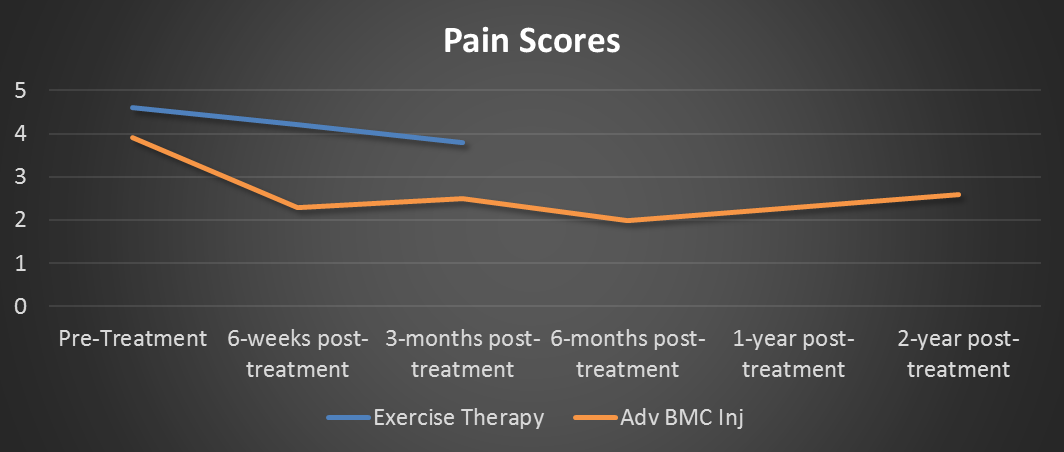 Pain Scores
5
4
3
2
1
0
Pre-Treatment 6-weeks post- 3-months post- 6-months post- 1-year post- 2-year post-
treatment treatment treatment treatment treatment
Exercise Therapy Adv BMC Inj